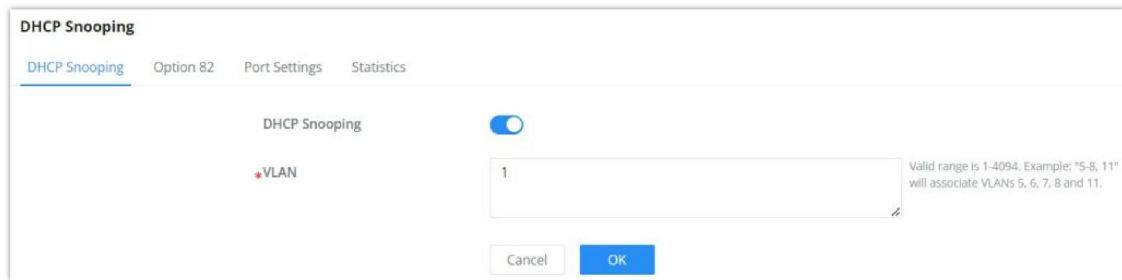 DHCP Snooping
DHCP Snooping Option 82 Port Settings Statistics
DHCP Snooping
*VLAN 1 Valid range is 1-4094. Example: "5-8, 11"
will associate VLANs 5, 6, 7, 8 and 11.
Cancel OK